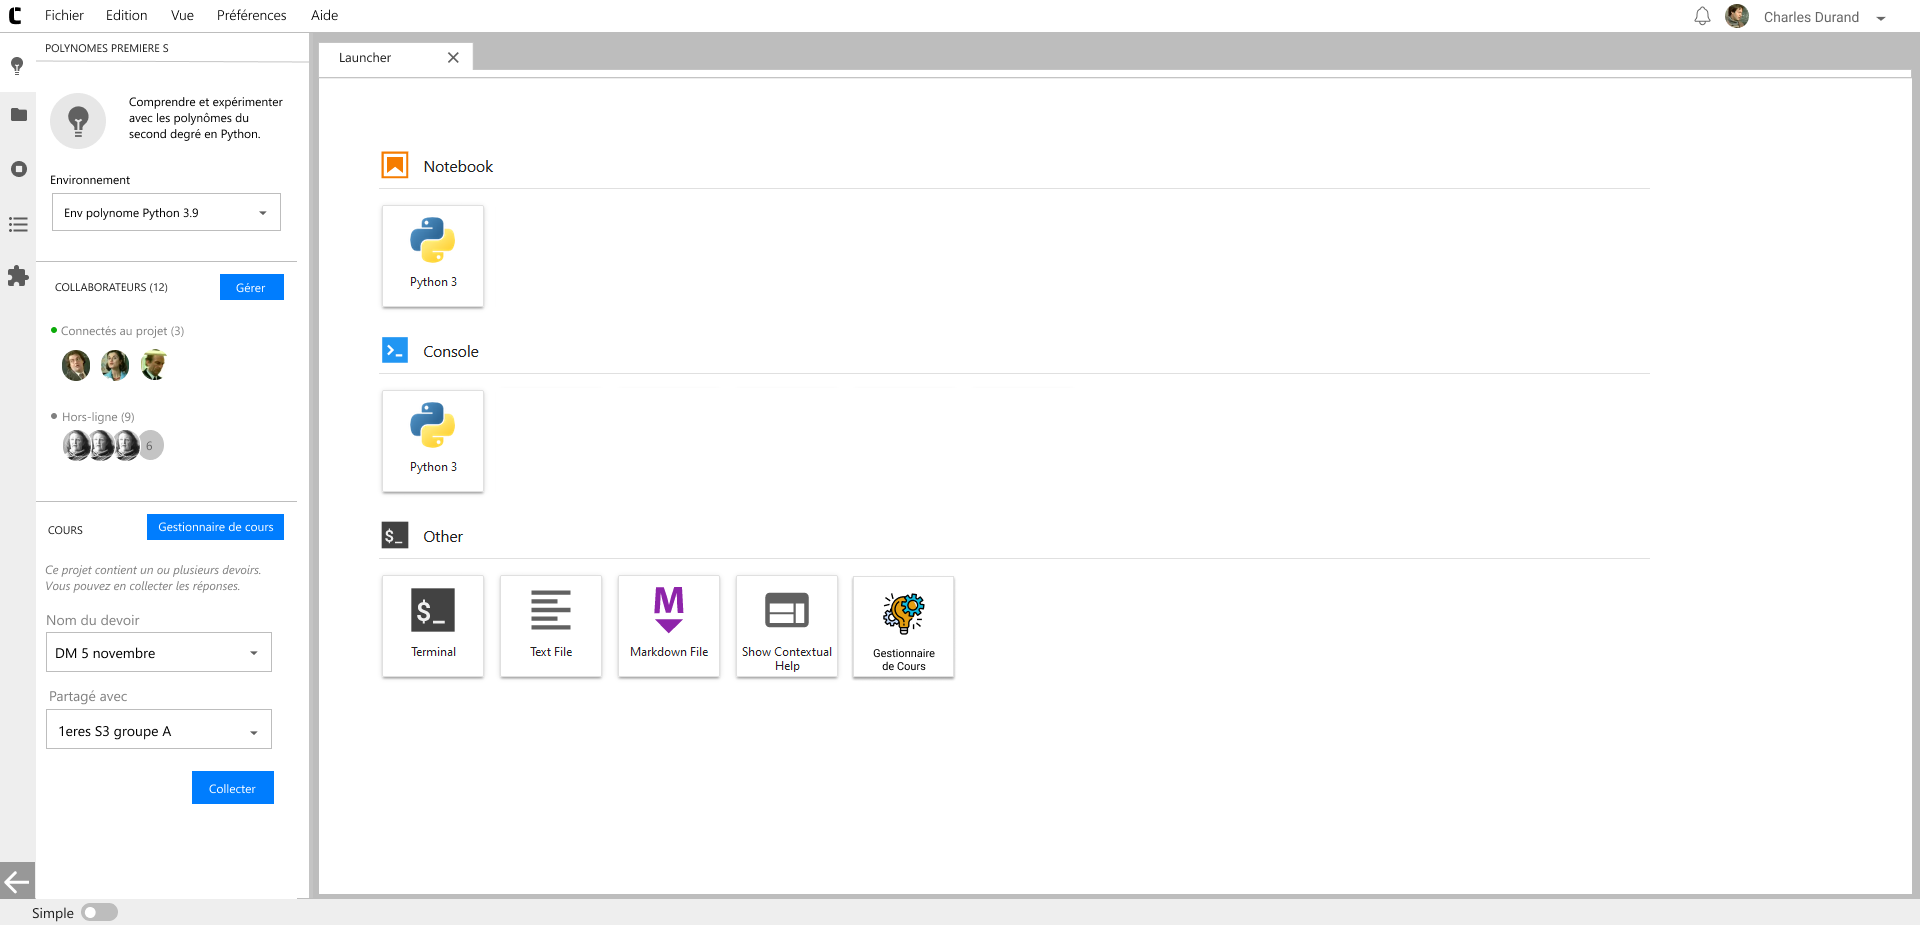 Fichier Edition Vue Préférences Aide
Charles Durand
POLYNOMES PREMIERE S
Comprendre et expérimenter
avec les polynômes du
second degré en Python.
Environnement
Env polynome Python 3.9
COLLABORATEURS (12)
Gérer
Connectés au projet (3)
Hors-ligne (9)
6
COURS
Gestionnaire de cours
Ce projet contient un ou plusieurs devoirs.
Vous pouvez en collecter les réponses.
Nom du devoir
DM 5 novembre
Partagé avec
1eres S3 groupe A
Collecter
Simple
Launcher
Notebook
Python 3
Console
Python 3
$_
Other
$_
Terminal
Text File
M
Markdown File
Show Contextual
Help
Gestionnaire
de Cours